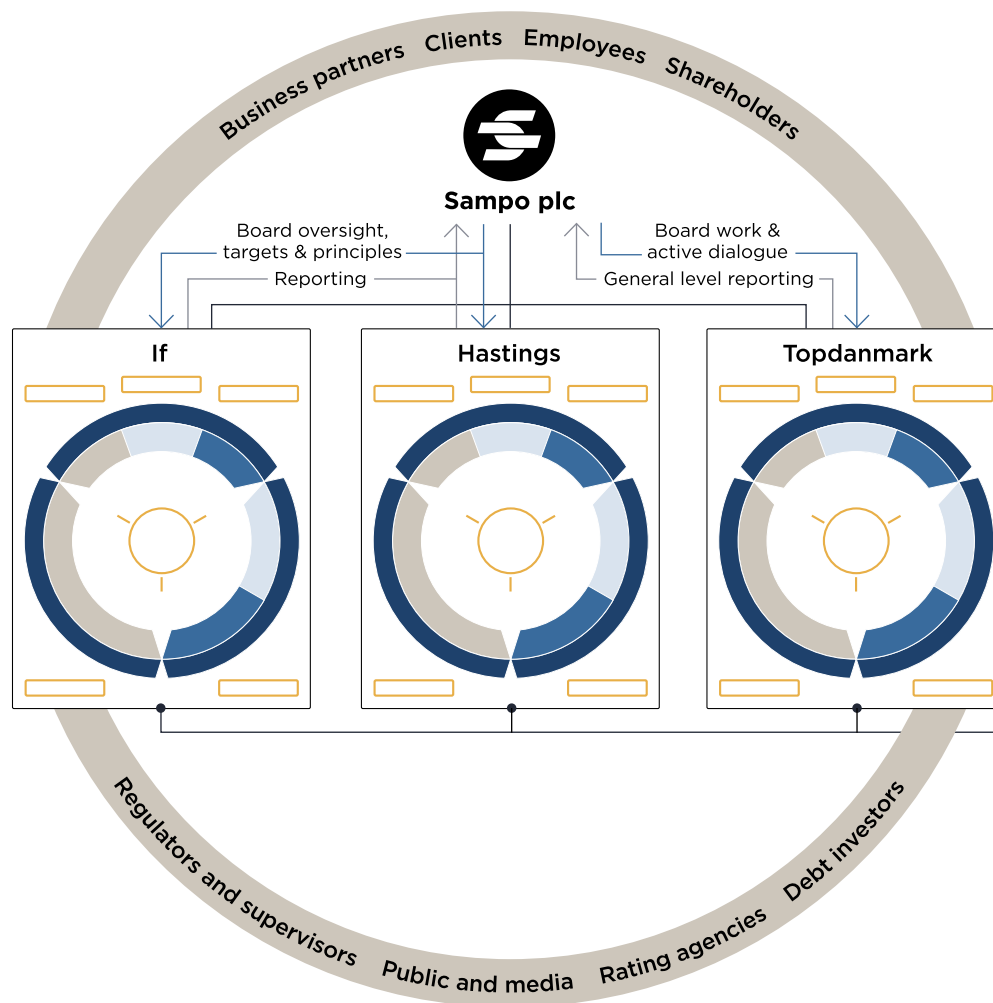 Business partners
Clients
Employees
Shareholders
Sampo plc
Board oversight,
targets & principles
Reporting
Board work &
active dialogue
General level reporting
If
Hastings
Topdanmark
Regulators and supervisors
Public and media
Rating agencies
Debt investors